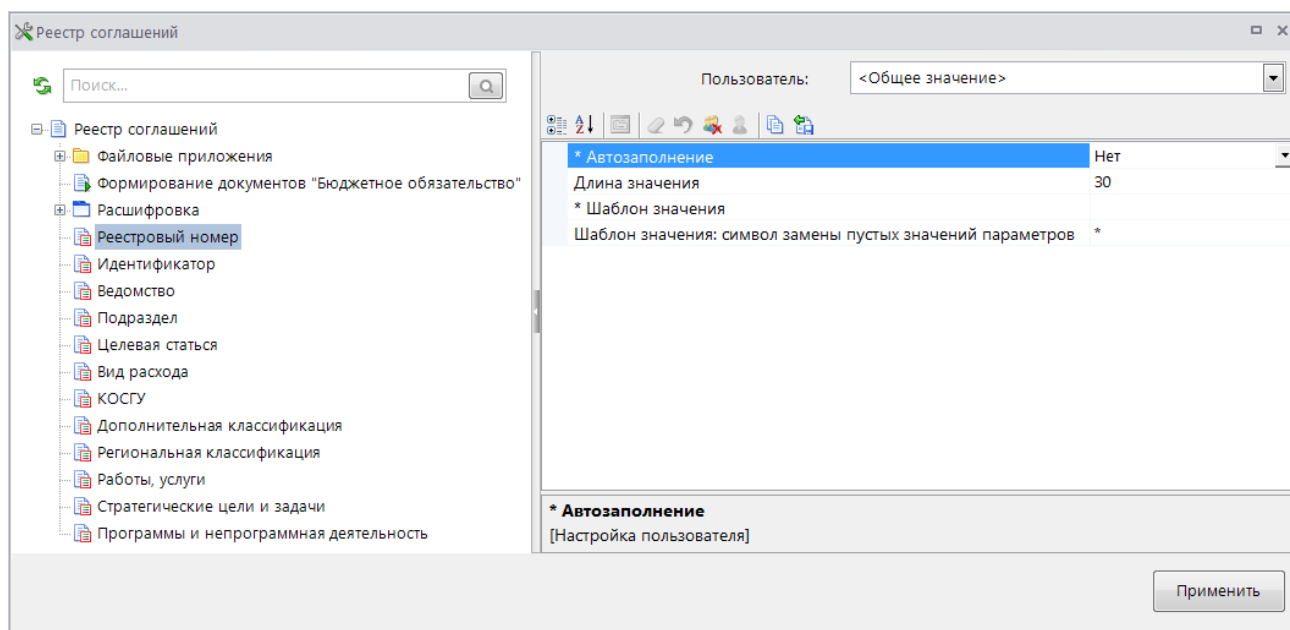 Реестр соглашений
Поиск...
Реестр соглашений
Файловые приложения
Формирование документов "Бюджетное обязательство"
Расшифровка
Реестровый номер
Идентификатор
Ведомство
Подраздел
Целевая статься
Вид расхода
КОСГУ
Дополнительная классификация
Региональная классификация
Работы, услуги
Стратегические цели и задачи
Программы и непрограммная деятельность
Пользователь: <Общее значение>
* Автозаполнение Нет
Длина значения 30
* Шаблон значения
Шаблон значения: символ замены пустых значений параметров *
* Автозаполнение
[Настройка пользователя]
Применить